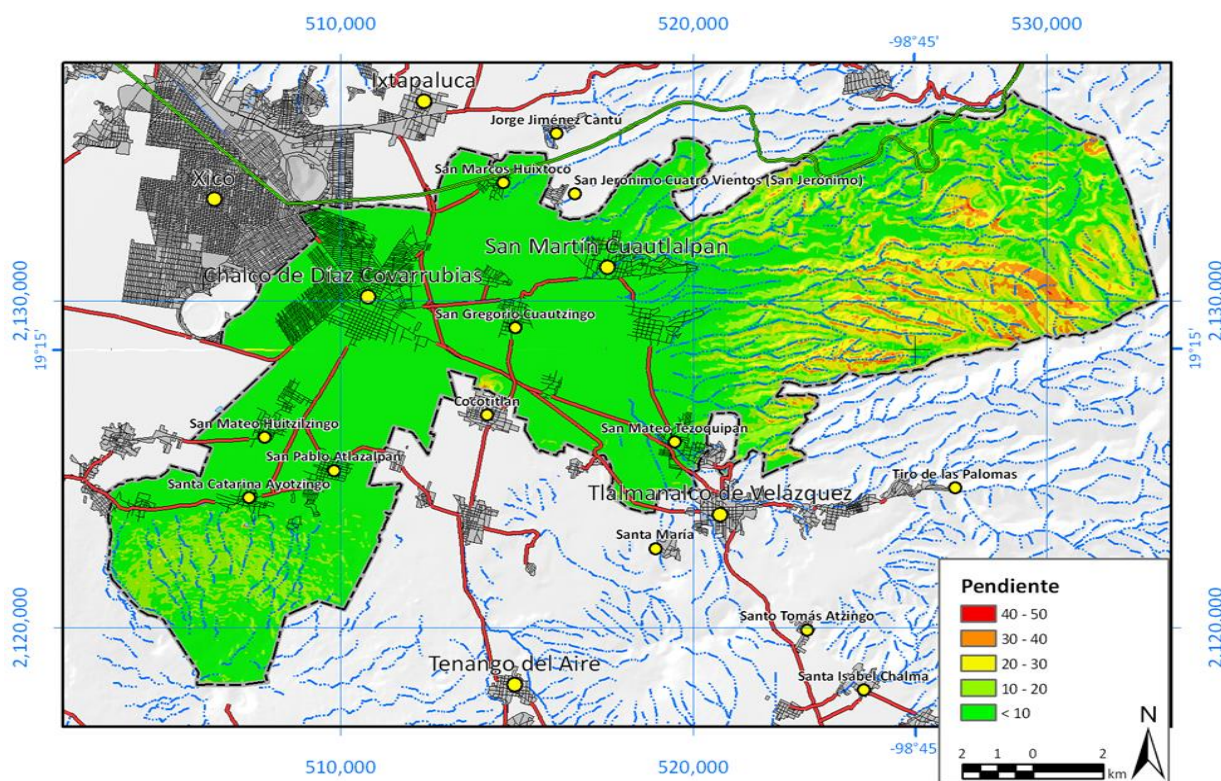 510,000
520,000
530,000
-98°45'
Ixtapaluca
Jorge Jiménez Cantú
San Marcos Huixtoco
Xico
San Jerónimo Cuatro Vientos (San Jerónimo)
San Martín Cuautlalpan
Chalco de Díaz Covarrubias
2,130,000
2,130,000
San Gregorio Cuautzingo
19°15'
19°15'
Cocotitlán
San Mateo Huitzilzingo
San Mateo Tezoquipan
San Pablo Atlazalpan
Santa Catarina Ayotzingo
Tiro de las Palomas
Tlalmanalco de Velázquez
Santa María
Santo Tomás Atzingo
2,120,000
2,120,000
Tenango del Aire
Santa Isabel Chalma
Pendiente
40 - 50
30 - 40
20 - 30
10 - 20
< 10
N
2 1 0 2
km
510,000
520,000
-98°45'